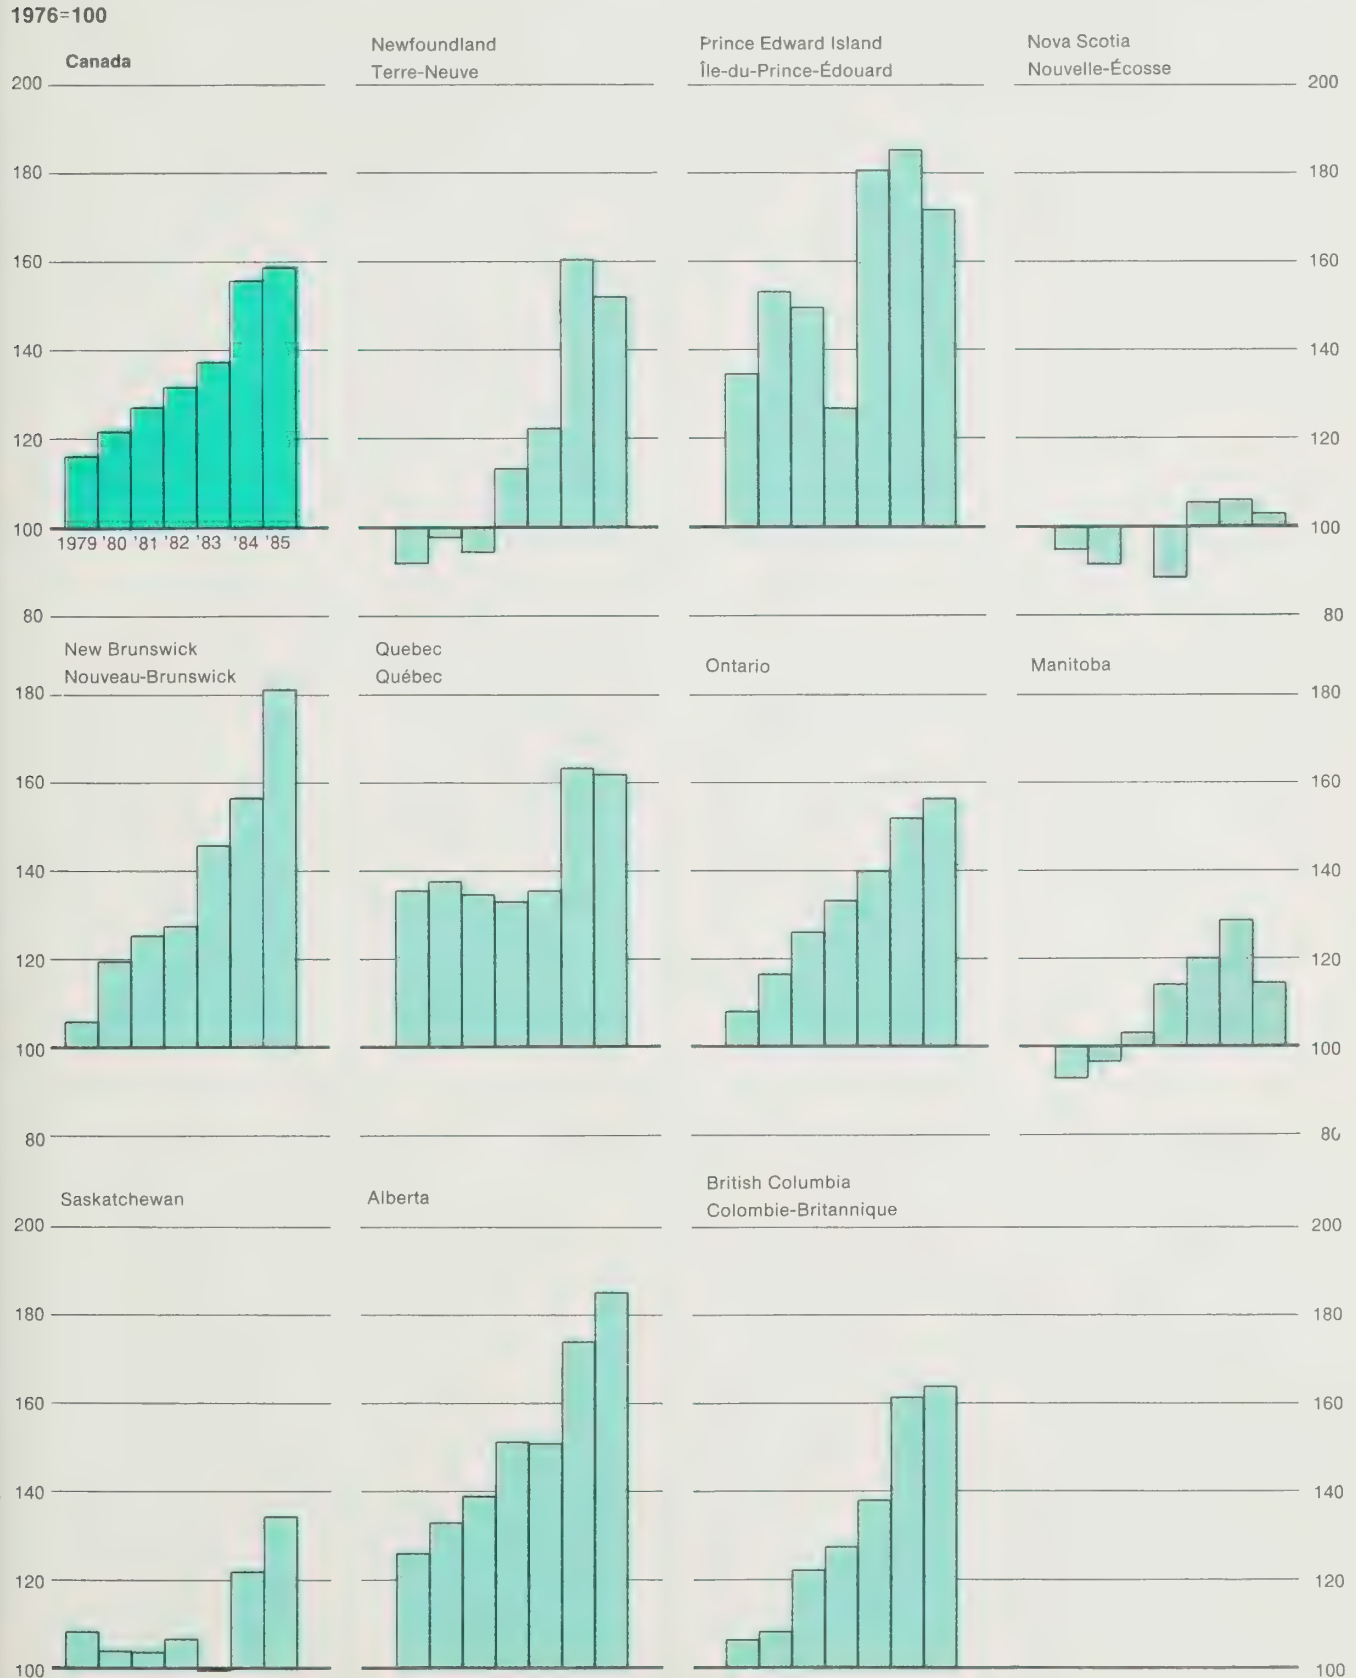 1976=100
Canada
Newfoundland
Terre-Neuve
Prince Edward Island
Île-du-Prince-Édouard
Nova Scotia
Nouvelle-Écosse
200
200
180
180
160
160
140
140
120
120
100
100
1979 '80 '81 '82 '83 '84 '85
80
80
New Brunswick
Nouveau-Brunswick
Quebec
Québec
Ontario
Manitoba
180
180
160
160
140
140
120
120
100
100
80
80
Saskatchewan
Alberta
British Columbia
Colombie-Britannique
200
200
180
180
160
160
140
140
120
120
100
100